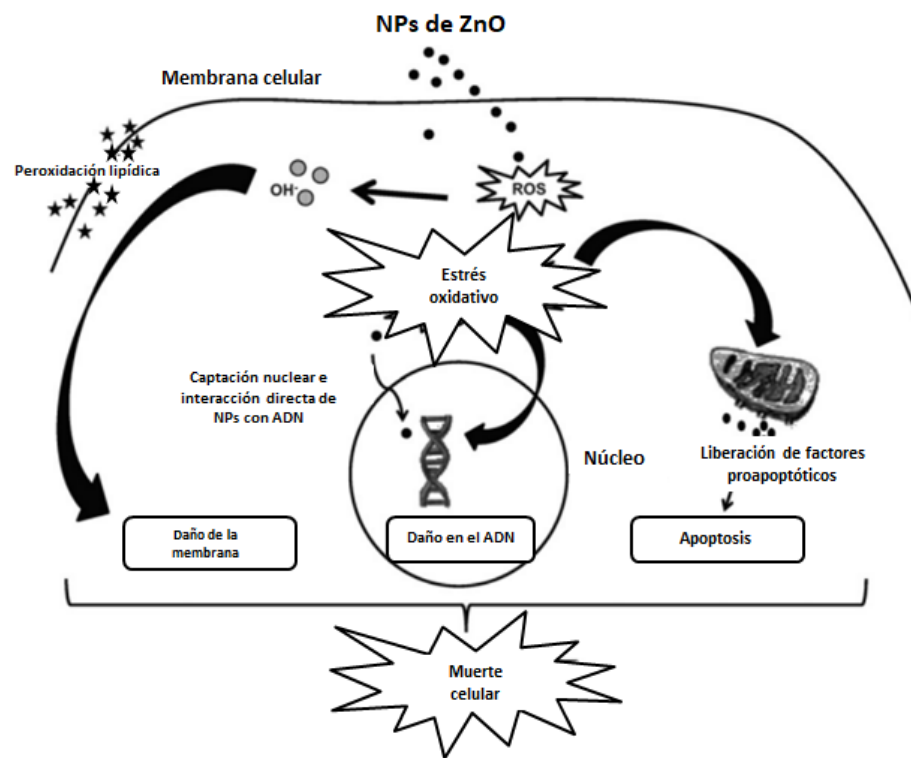 NPs de ZnO
Membrana celular
Peroxidación lipídica
OH-
ROS
Estrés
oxidativo
Captación nuclear e
interacción directa de
NPs con ADN
Núcleo
Liberación de factores
proapoptóticos
Daño de la
membrana
Daño en el ADN
Apoptosis
Muerte
celular